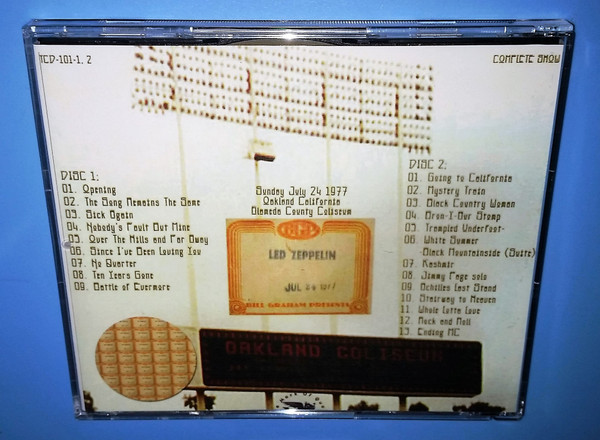 TCD-101-1, 2
COMPLETE SHOW
DISC 1:
01. Opening
02. The Song Remains The Same
03. Sick Again
04. Nobody's Fault But Mine
05. Over The Hills and Far Away
06. Since I've Been Loving You
07. No Quarter
08. Ten Years Gone
09. Battle of Evermore
Sunday July 24 1977
Oakland California
Alameda County Coliseum
BGP
LED ZEPPELIN
JUL 24 1977
BILL GRAHAM PRESENTS
DISC 2:
01. Going to California
02. Mystery Train
03. Black Country Woman
04. Bron-I-Aur Stomp
05. Trampled Underfoot-
06. White Summer
Black Mountainside (Suite)
07. Kashmir
08. Jimmy Page solo
09. Achilles Last Stand
10. Stairway to Heaven
11. Whole Lotta Love
12. Rock and Roll
13. Ending MC
OAKLAND COLISEUM